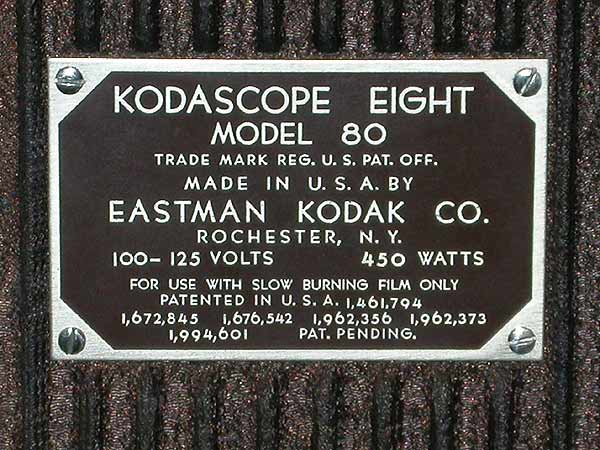 KODASCOPE EIGHT
MODEL 80
TRADE MARK REG. U. S. PAT. OFF.
MADE IN U. S. A. BY
EASTMAN KODAK CO.
ROCHESTER, N. Y.
100-125 VOLTS 450 WATTS
FOR USE WITH SLOW BURNING FILM ONLY
PATENTED IN U. S. A. 1,461,794
1,672,845 1,676,542 1,962,356 1,962,373
1,994,601 PAT. PENDING.